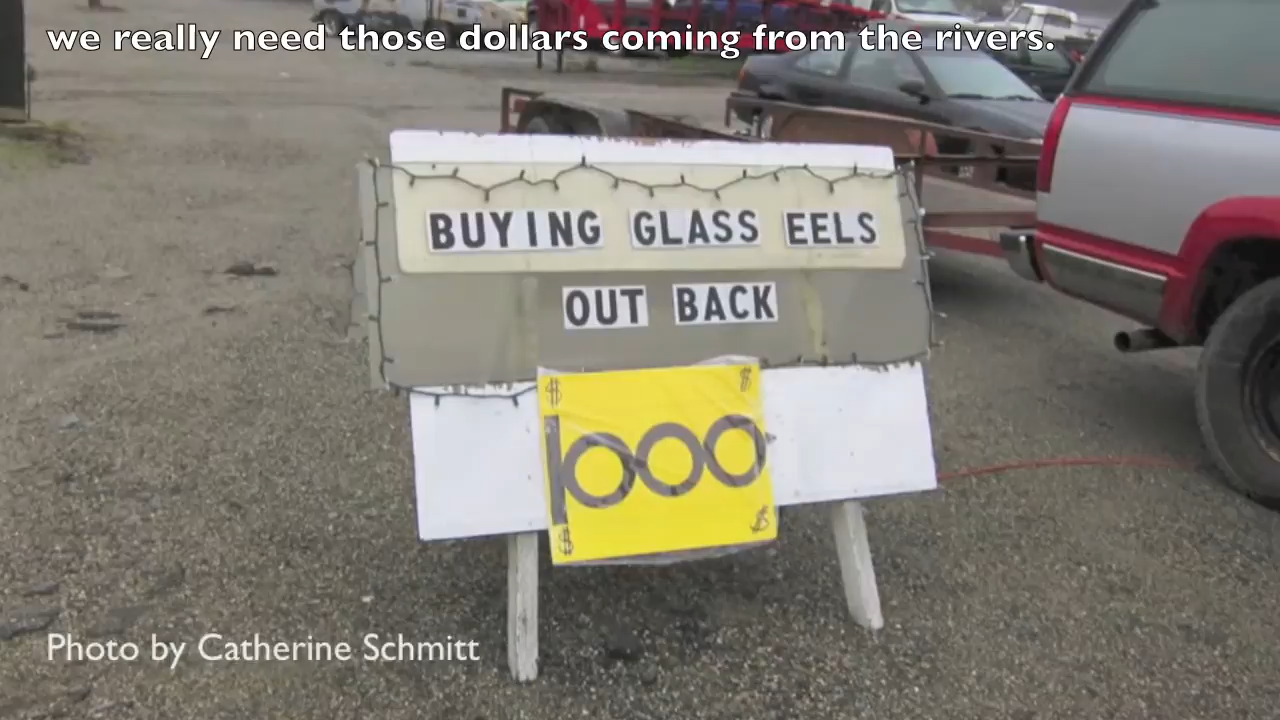 we really need those dollars coming from the rivers.
BUYING GLASS EELS
OUT BACK
$ $
1000
$ $
Photo by Catherine Schmitt